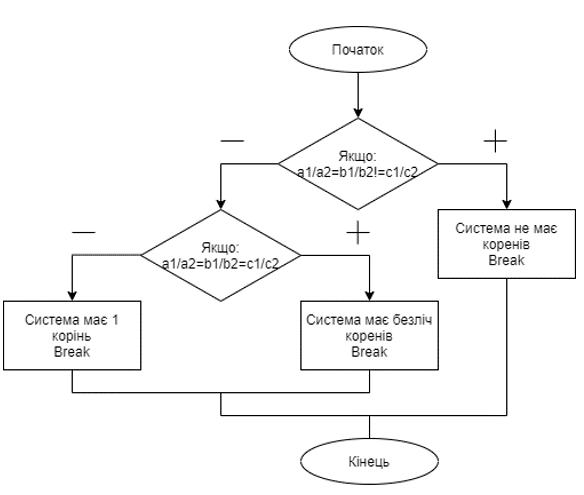 Початок
Якщо:
a1/a2=b1/b2!=c1/c2
Система не має
коренів
Break
Якщо:
a1/a2=b1/b2=c1/c2
Система має 1
корінь
Break
Система має безліч
коренів
Break
Кінець